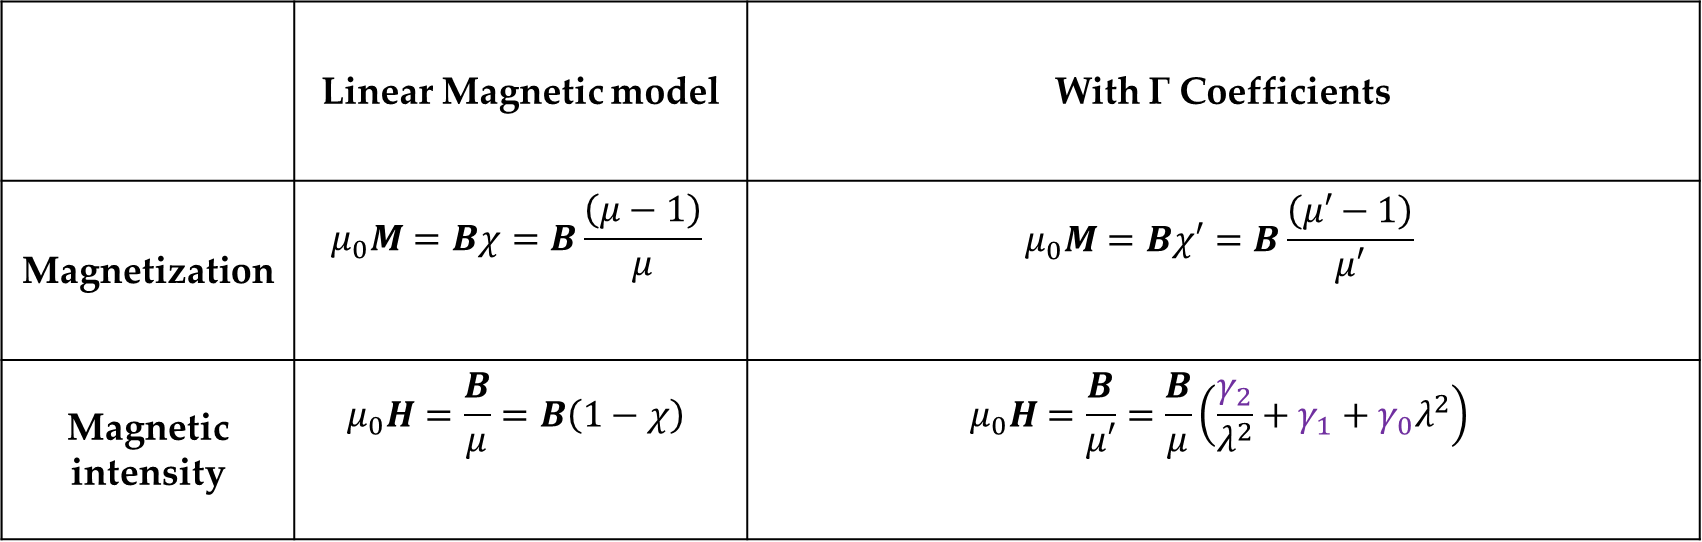 Linear Magnetic model
With Γ Coefficients
Magnetization
μ₀M = Bχ = B (μ − 1)/μ
μ₀M = Bχ′ = B (μ′ − 1)/μ′
Magnetic
intensity
μ₀H = B/μ = B(1 − χ)
μ₀H = B/μ′ = B/μ (γ₂/λ² + γ₁ + γ₀λ²)